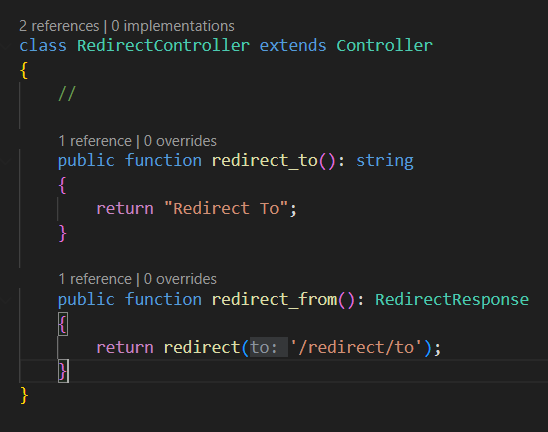 2 references | 0 implementations
class RedirectController extends Controller
{
//
1 reference | 0 overrides
public function redirect_to(): string
{
return "Redirect To";
}
1 reference | 0 overrides
public function redirect_from(): RedirectResponse
{
return redirect(to: '/redirect/to');
}
}